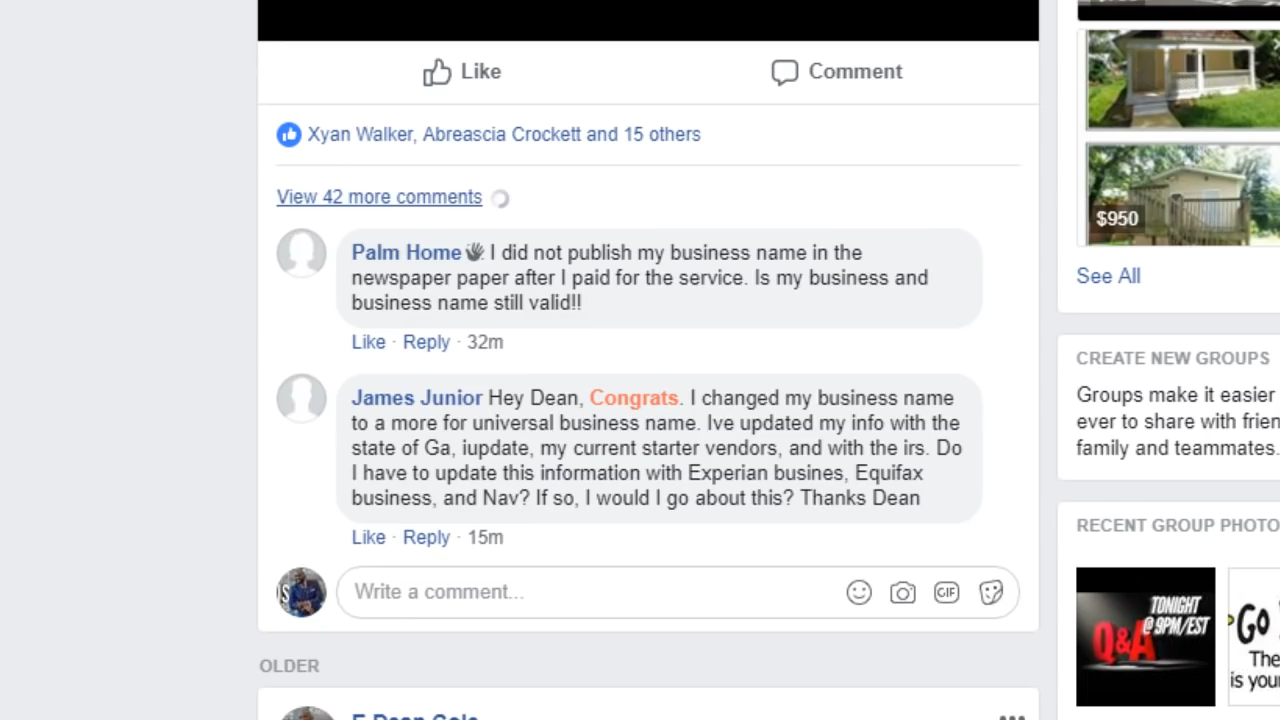 Like
Comment
Xyan Walker, Abreascia Crockett and 15 others
View 42 more comments
Palm Home I did not publish my business name in the
newspaper paper after I paid for the service. Is my business and
business name still valid!!
Like · Reply · 32m
James Junior Hey Dean, Congrats. I changed my business name
to a more for universal business name. Ive updated my info with the
state of Ga, iupdate, my current starter vendors, and with the irs. Do
I have to update this information with Experian busines, Equifax
business, and Nav? If so, I would I go about this? Thanks Dean
Like · Reply · 15m
Write a comment...
GIF
OLDER
$950
See All
CREATE NEW GROUPS
Groups make it easier
ever to share with frien
family and teammates.
RECENT GROUP PHOTO
TONIGHT
@ 9PM/EST
Q&A
Go
The
is you